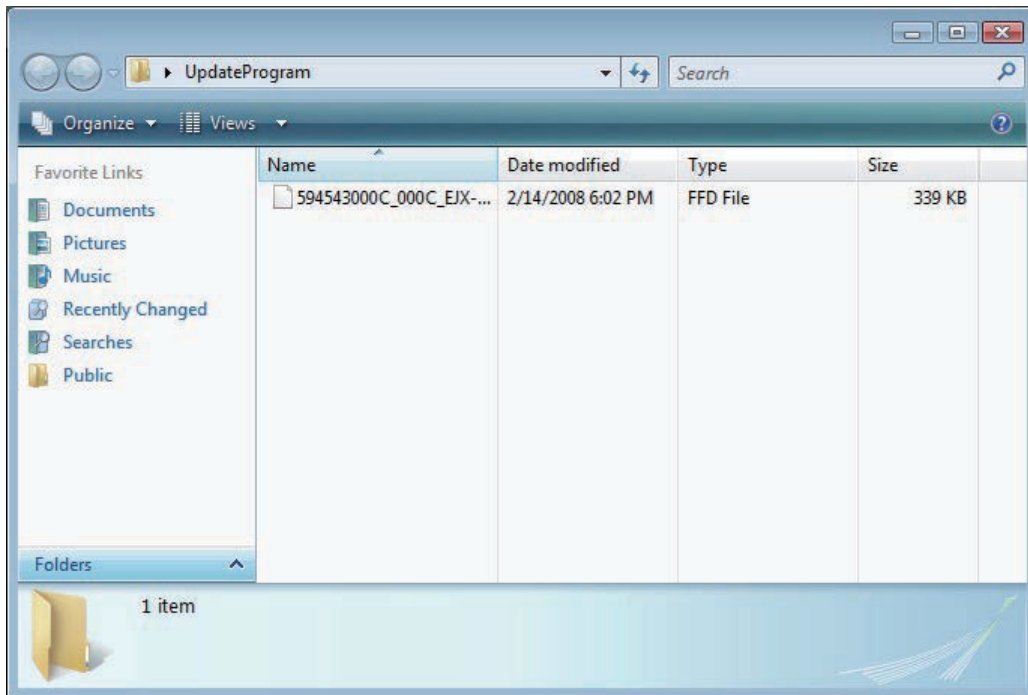 UpdateProgram
Search
Organize Views
Favorite Links
Documents
Pictures
Music
Recently Changed
Searches
Public
Folders
Name Date modified Type Size
594543000C_000C_EJX-... 2/14/2008 6:02 PM FFD File 339 KB
1 item